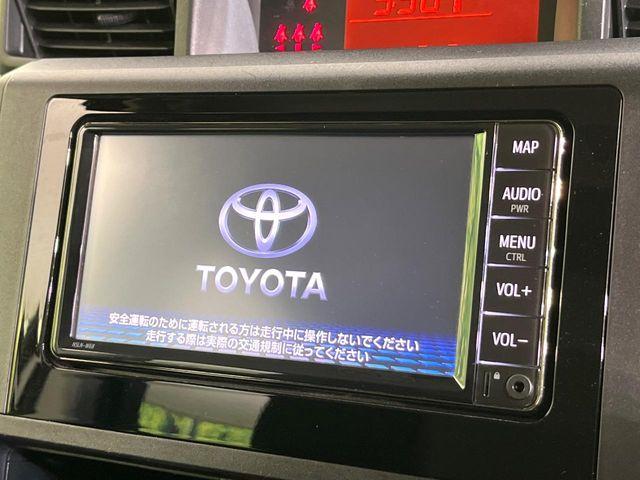 MAP
AUDIO
PWR
MENU
CTRL
VOL+
VOL−
TOYOTA
安全運転のために運転される方は走行中に操作しないでください
走行する際は実際の交通規制に従ってください
NSLN-W68